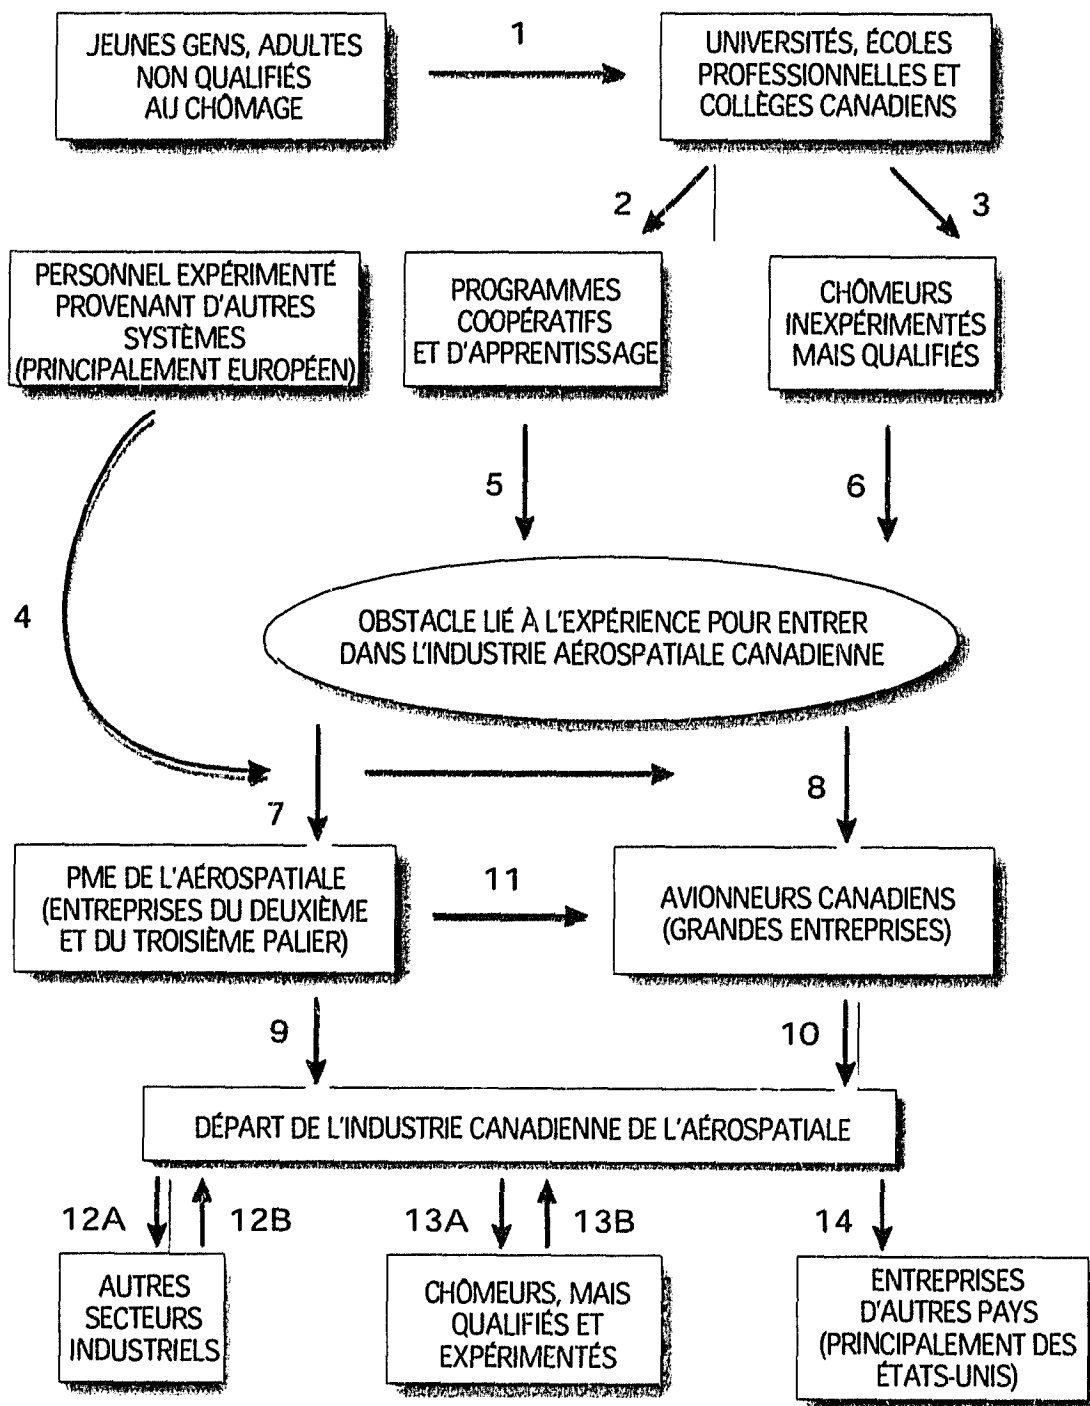 JEUNES GENS, ADULTES
NON QUALIFIÉS
AU CHÔMAGE
1
UNIVERSITÉS, ÉCOLES
PROFESSIONNELLES ET
COLLÈGES CANADIENS
2
3
PERSONNEL EXPÉRIMENTÉ
PROVENANT D'AUTRES
SYSTÈMES
(PRINCIPALEMENT EUROPÉEN)
PROGRAMMES
COOPÉRATIFS
ET D'APPRENTISSAGE
CHÔMEURS
INEXPÉRIMENTÉS
MAIS QUALIFIÉS
5
6
4
OBSTACLE LIÉ À L'EXPÉRIENCE POUR ENTRER
DANS L'INDUSTRIE AÉROSPATIALE CANADIENNE
7
8
PME DE L'AÉROSPATIALE
(ENTREPRISES DU DEUXIÈME
ET DU TROISIÈME PALIER)
11
AVIONNEURS CANADIENS
(GRANDES ENTREPRISES)
9
10
DÉPART DE L'INDUSTRIE CANADIENNE DE L'AÉROSPATIALE
12A
12B
13A
13B
14
AUTRES
SECTEURS
INDUSTRIELS
CHÔMEURS, MAIS
QUALIFIÉS ET
EXPÉRIMENTÉS
ENTREPRISES
D'AUTRES PAYS
(PRINCIPALEMENT DES
ÉTATS-UNIS)